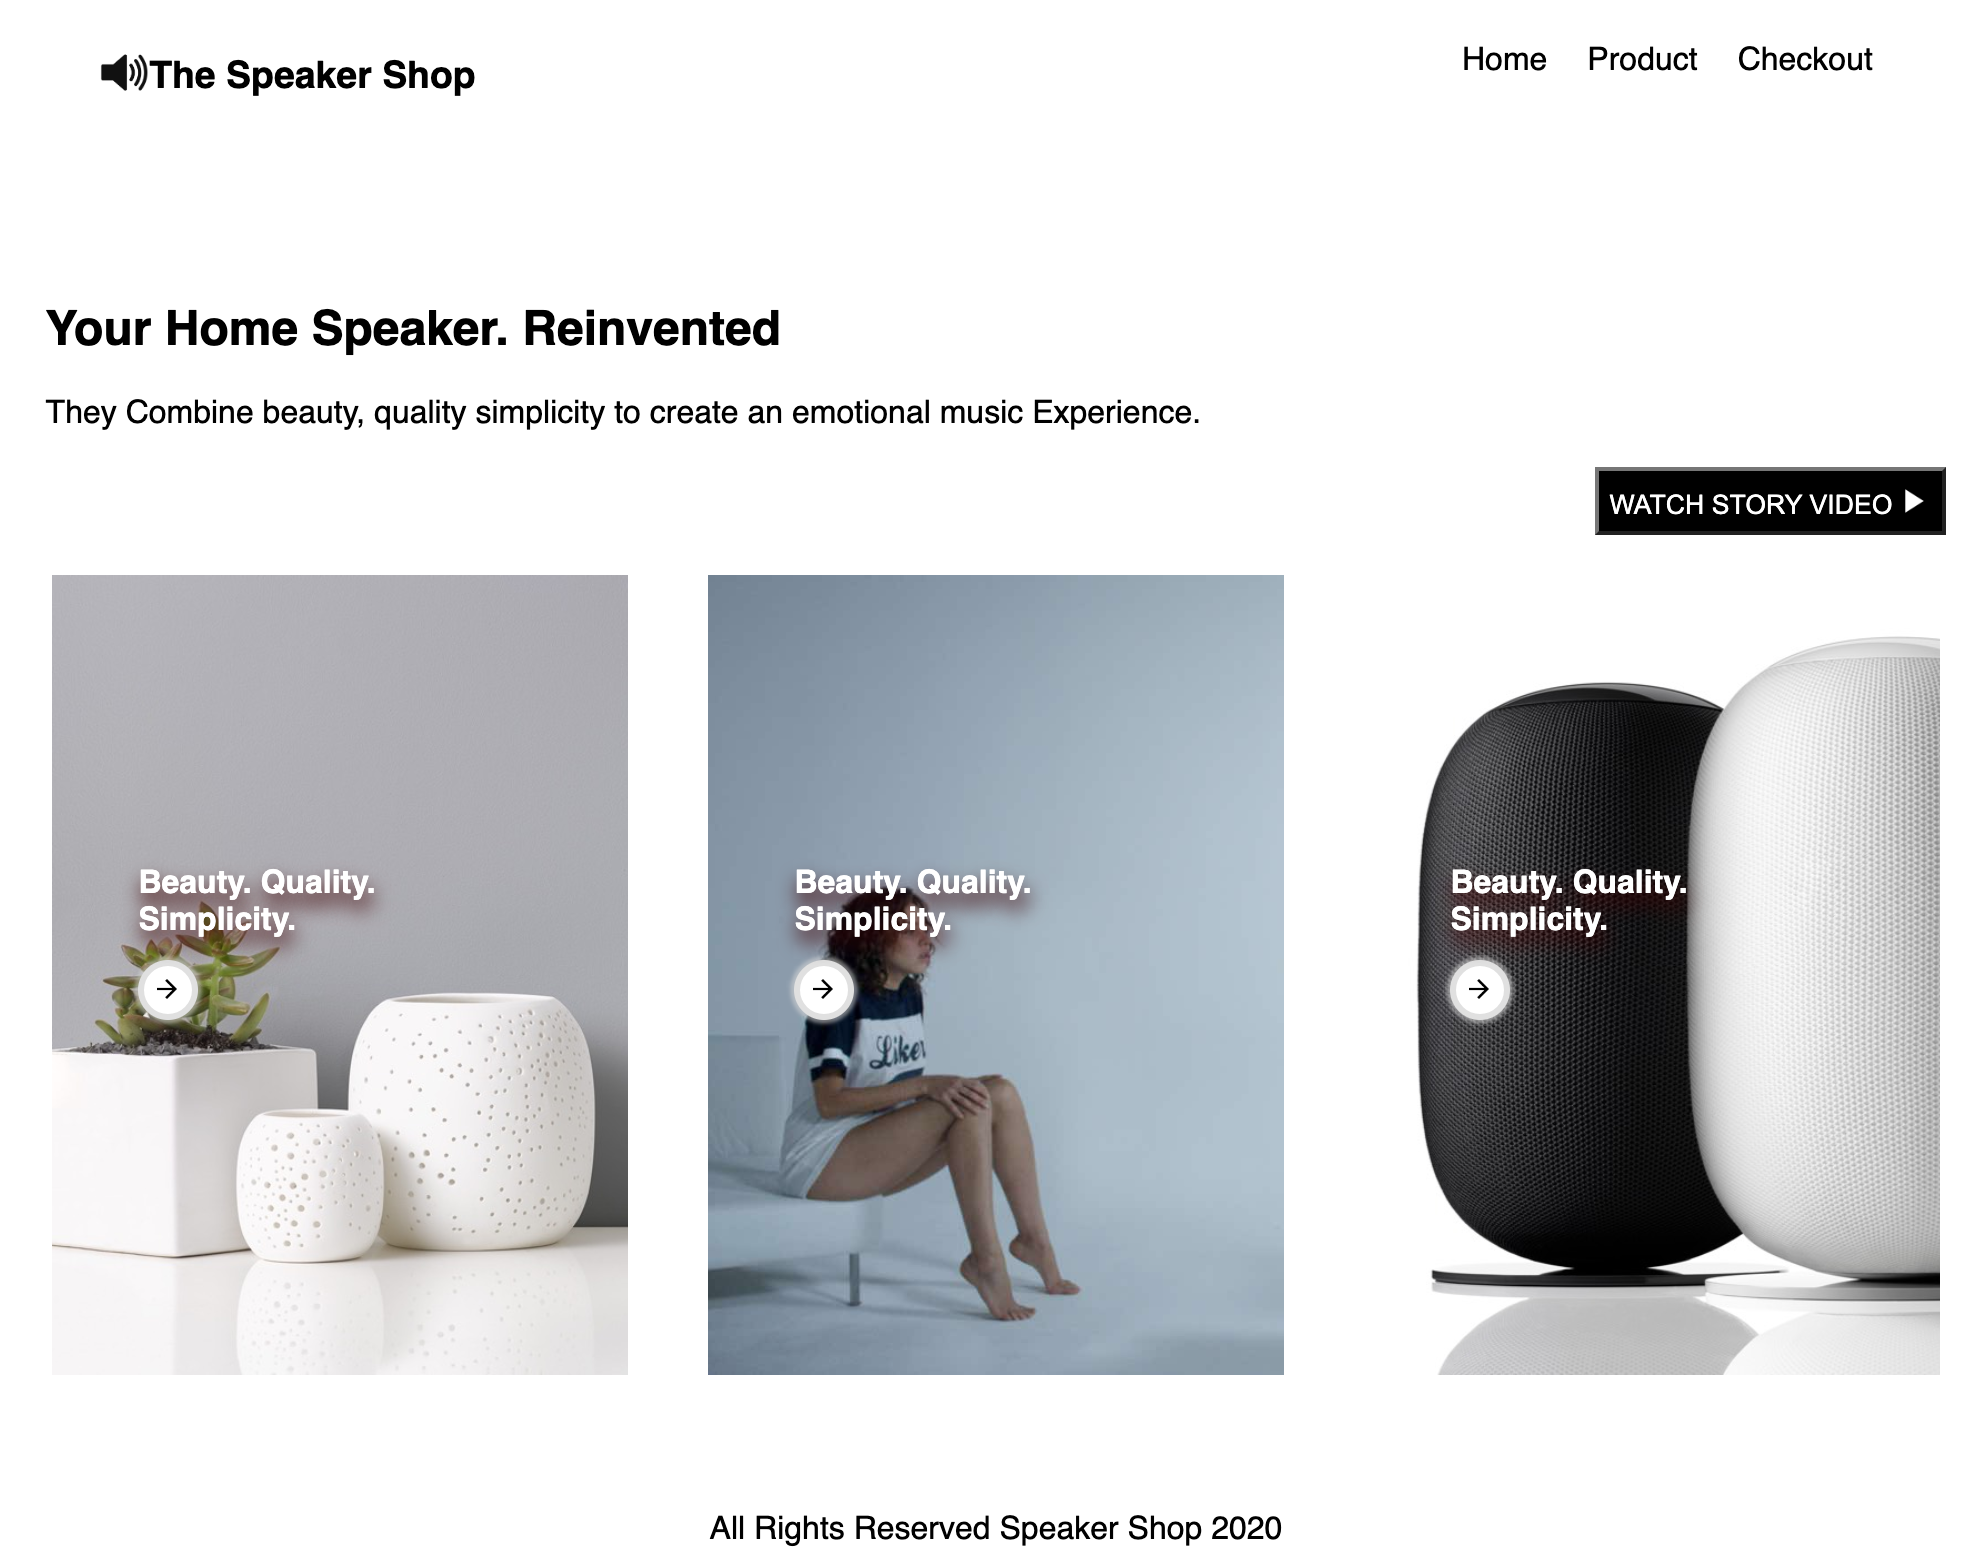 The Speaker Shop
Home Product Checkout
Your Home Speaker. Reinvented
They Combine beauty, quality simplicity to create an emotional music Experience.
WATCH STORY VIDEO
Beauty. Quality.
Simplicity.
Beauty. Quality.
Simplicity.
Liker
Beauty. Quality.
Simplicity.
All Rights Reserved Speaker Shop 2020